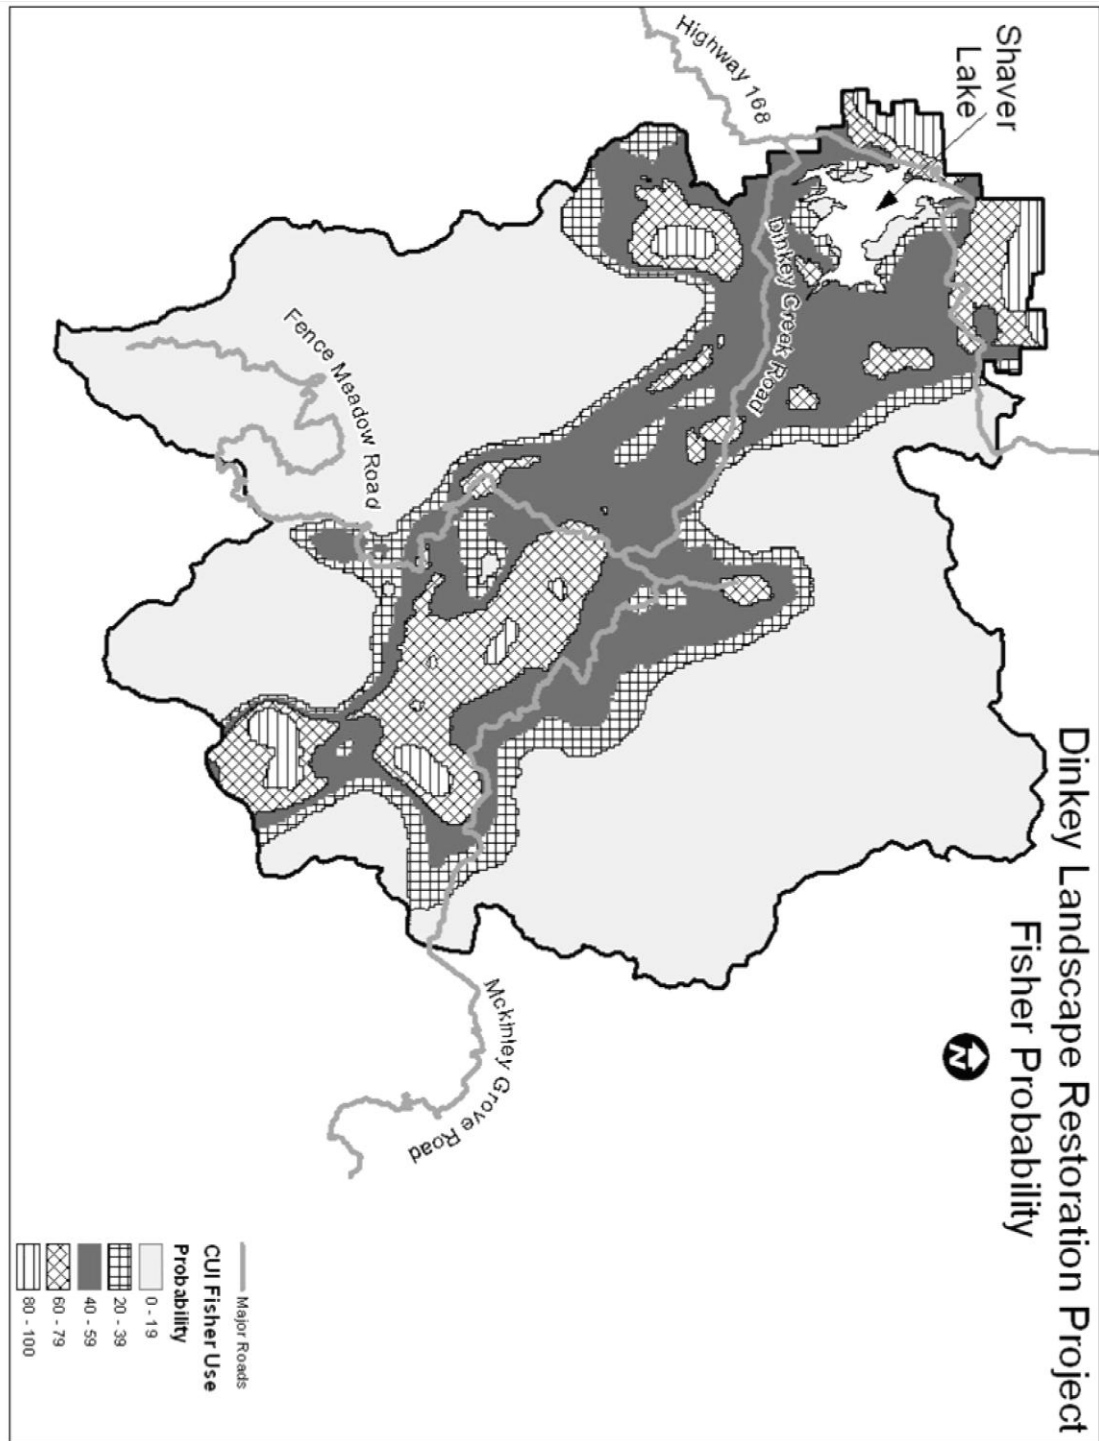 Dinkey Landscape Restoration Project
Fisher Probability
N
Shaver
Lake
Highway 168
Dinkey Creek Road
Fence Meadow Road
Mckinley Grove Road
Major Roads
CUI Fisher Use
Probability
0 - 19
20 - 39
40 - 59
60 - 79
80 - 100